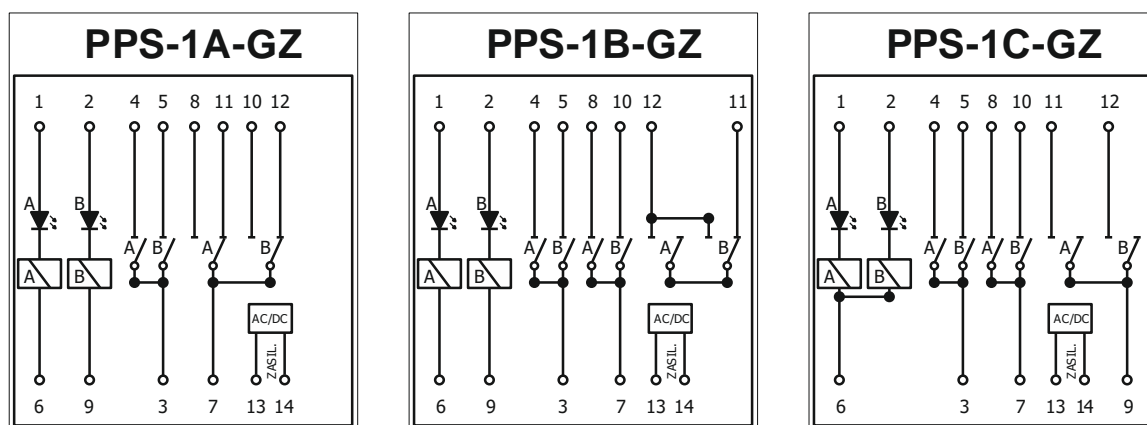 PPS-1A-GZ
1 2 4 5 8 11 10 12
A B
A B A B
A B
AC/DC
ZASIL.
6 9 3 7 13 14
PPS-1B-GZ
1 2 4 5 8 10 12 11
A B
A B A B A B
A B
AC/DC
ZASIL.
6 9 3 7 13 14
PPS-1C-GZ
1 2 4 5 8 10 11 12
A B
A B A B A B
A B
AC/DC
ZASIL.
6 3 7 13 14 9